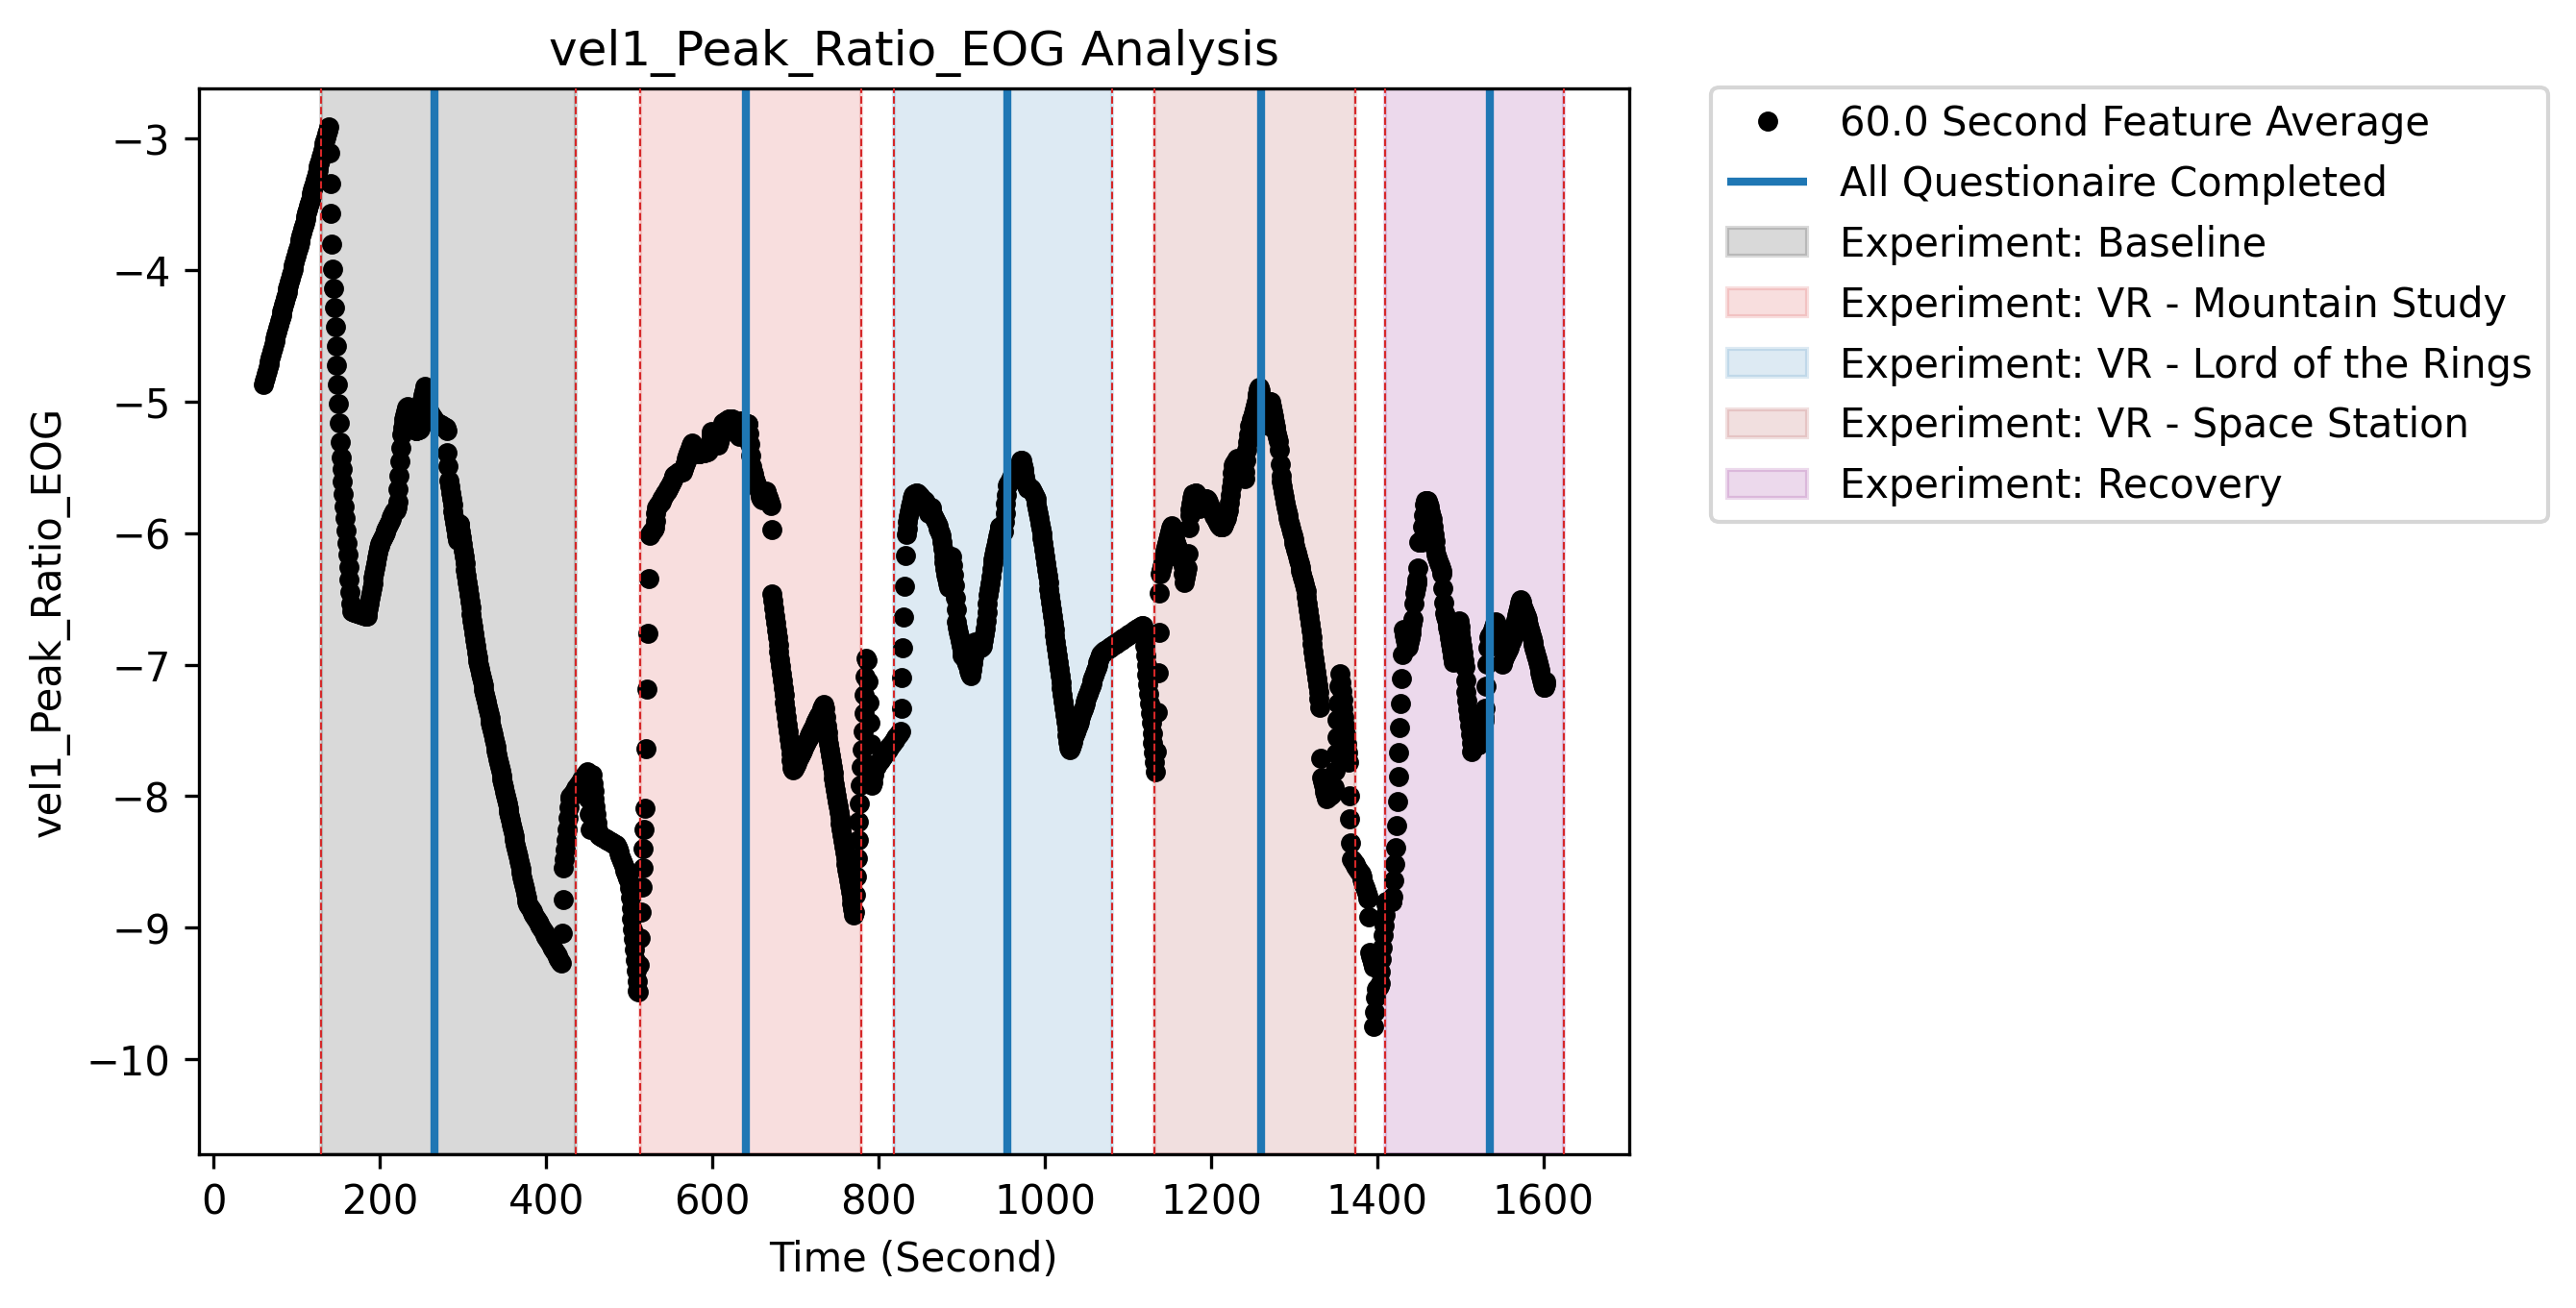 vel1_Peak_Ratio_EOG Analysis
vel1_Peak_Ratio_EOG
−3
−4
−5
−6
−7
−8
−9
−10
0 200 400 600 800 1000 1200 1400 1600
Time (Second)
60.0 Second Feature Average
All Questionaire Completed
Experiment: Baseline
Experiment: VR - Mountain Study
Experiment: VR - Lord of the Rings
Experiment: VR - Space Station
Experiment: Recovery